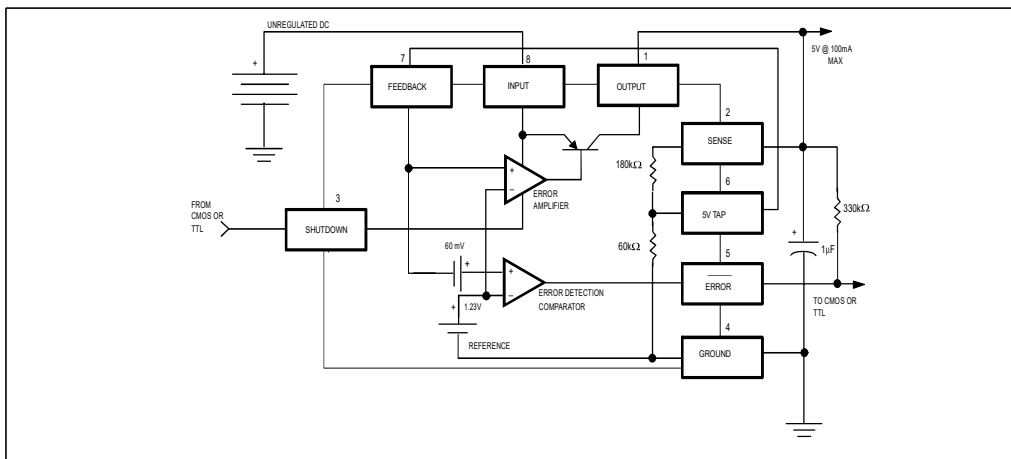 UNREGULATED DC
+
7
8
1
5V @ 100mA
MAX
FEEDBACK
INPUT
OUTPUT
2
SENSE
180kΩ
+
−
ERROR
AMPLIFIER
6
5V TAP
330kΩ
FROM
CMOS OR
TTL
3
SHUTDOWN
60kΩ
+
1µF
60 mV
+
+
−
5
ERROR
ERROR DETECTION
COMPARATOR
TO CMOS OR
TTL
+
1.23V
4
GROUND
REFERENCE